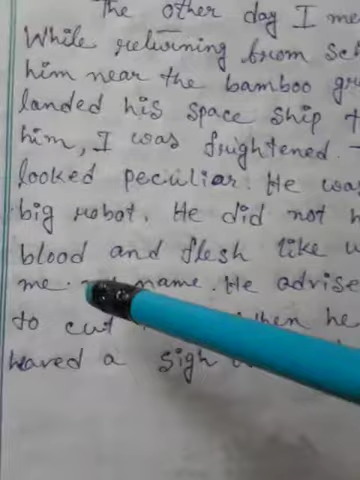 The other day I me
While returning from sc
him near the bamboo gr
landed his space ship t
him, I was frightened.
looked peculiar. He was
big robot. He did not h
blood and flesh like u
me. name. He advise
to cut when he
heaved a sigh